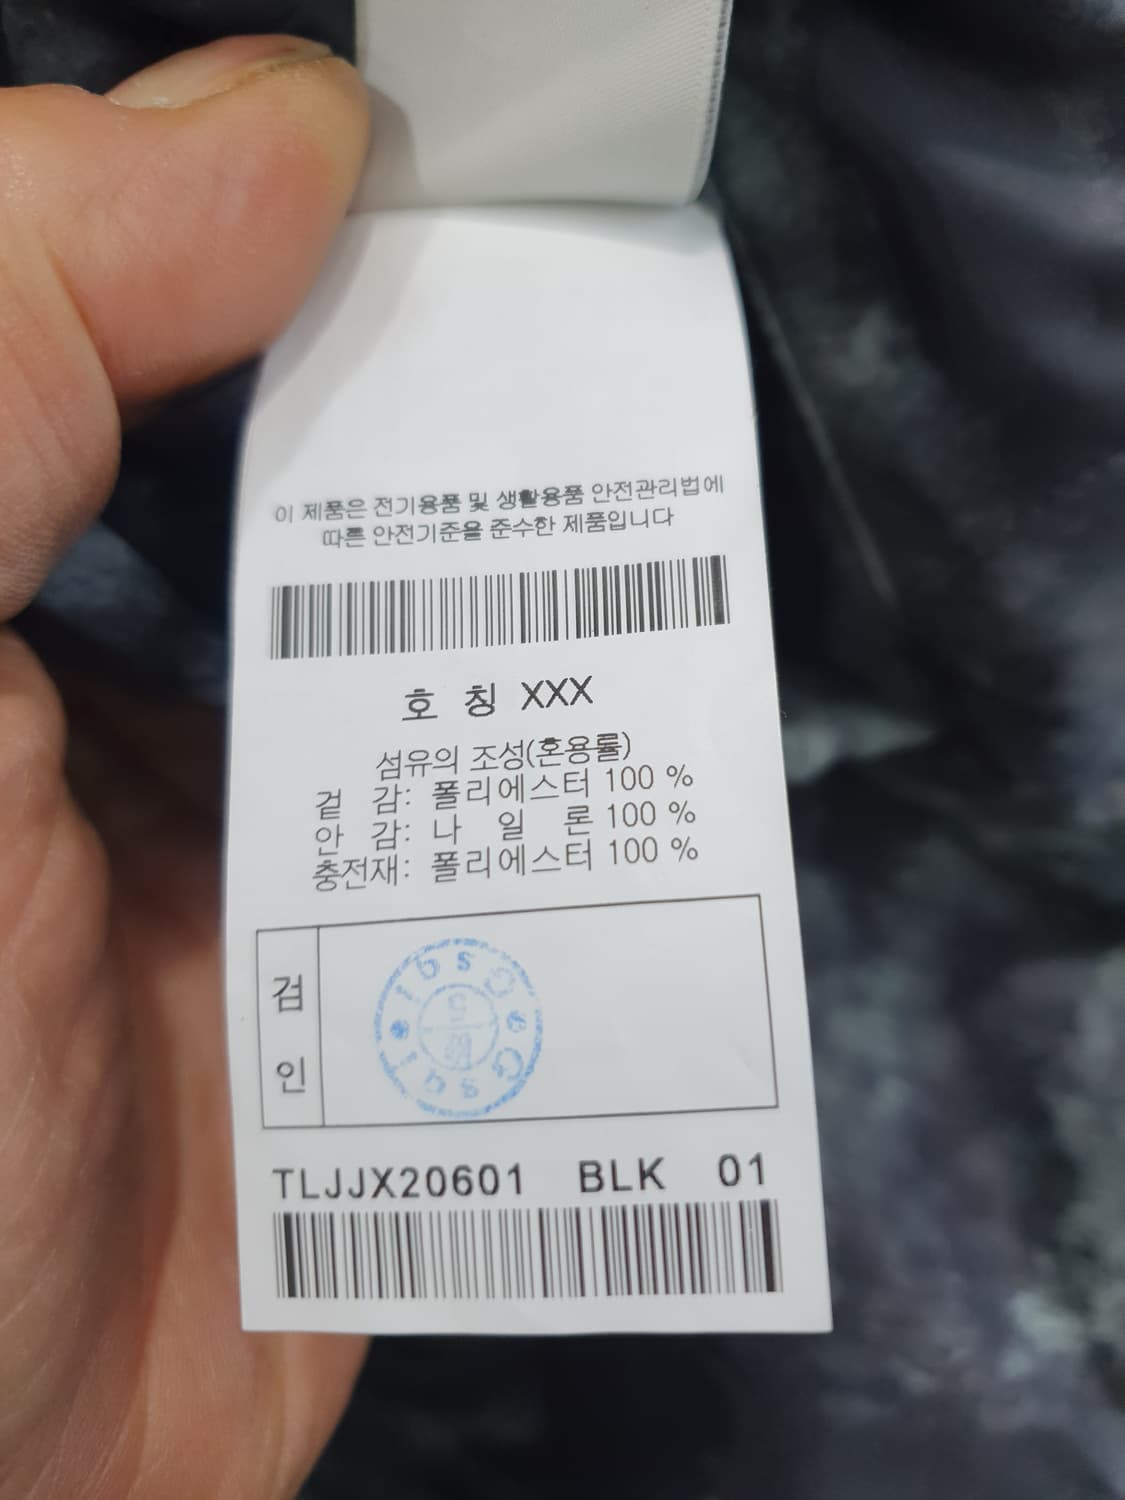 이 제품은 전기용품 및 생활용품 안전관리법에
따른 안전기준을 준수한 제품입니다
호 칭 XXX
섬유의 조성(혼용률)
겉 감: 폴리에스터 100 %
안 감: 나 일 론 100 %
충전재: 폴리에스터 100 %
검
인
TLJJX20601 BLK 01